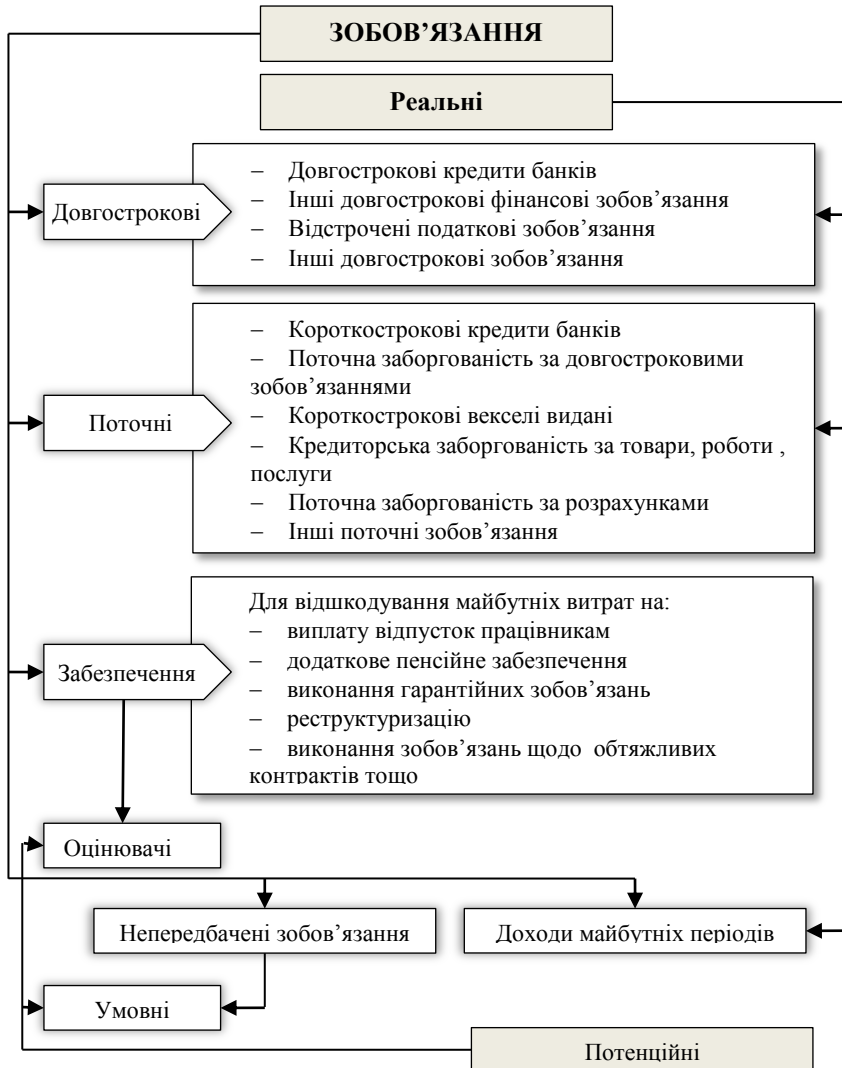 ЗОБОВ’ЯЗАННЯ
Реальні
Довгострокові
– Довгострокові кредити банків
– Інші довгострокові фінансові зобов’язання
– Відстрочені податкові зобов’язання
– Інші довгострокові зобов’язання
Поточні
– Короткострокові кредити банків
– Поточна заборгованість за довгостроковими
зобов’язаннями
– Короткострокові векселі видані
– Кредиторська заборгованість за товари, роботи ,
послуги
– Поточна заборгованість за розрахунками
– Інші поточні зобов’язання
Забезпечення
Для відшкодування майбутніх витрат на:
– виплату відпусток працівникам
– додаткове пенсійне забезпечення
– виконання гарантійних зобов’язань
– реструктуризацію
– виконання зобов’язань щодо обтяжливих
контрактів тощо
Оцінювачі
Непередбачені зобов’язання
Доходи майбутніх періодів
Умовні
Потенційні